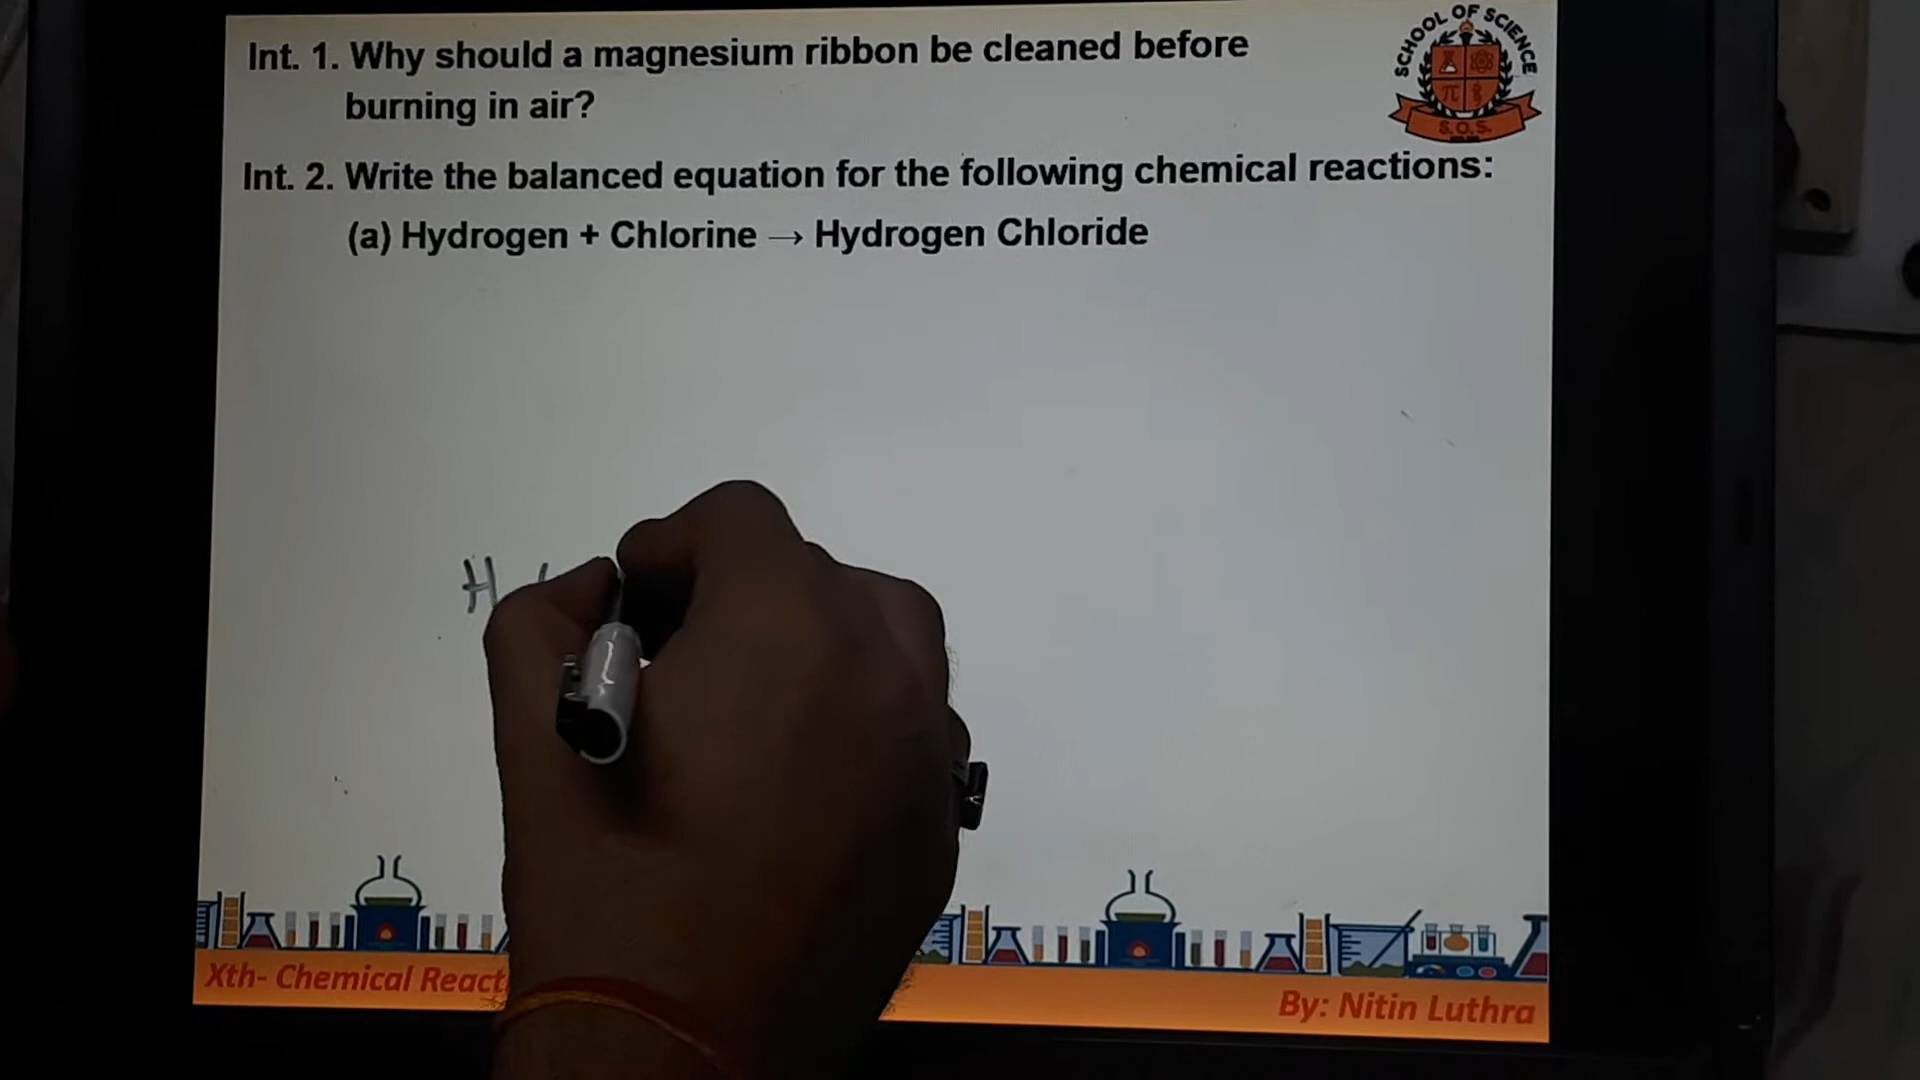 Int. 1. Why should a magnesium ribbon be cleaned before
burning in air?
SCHOOL OF SCIENCE
π
S.O.S.
Int. 2. Write the balanced equation for the following chemical reactions:
(a) Hydrogen + Chlorine → Hydrogen Chloride
H
Xth- Chemical React
By: Nitin Luthra